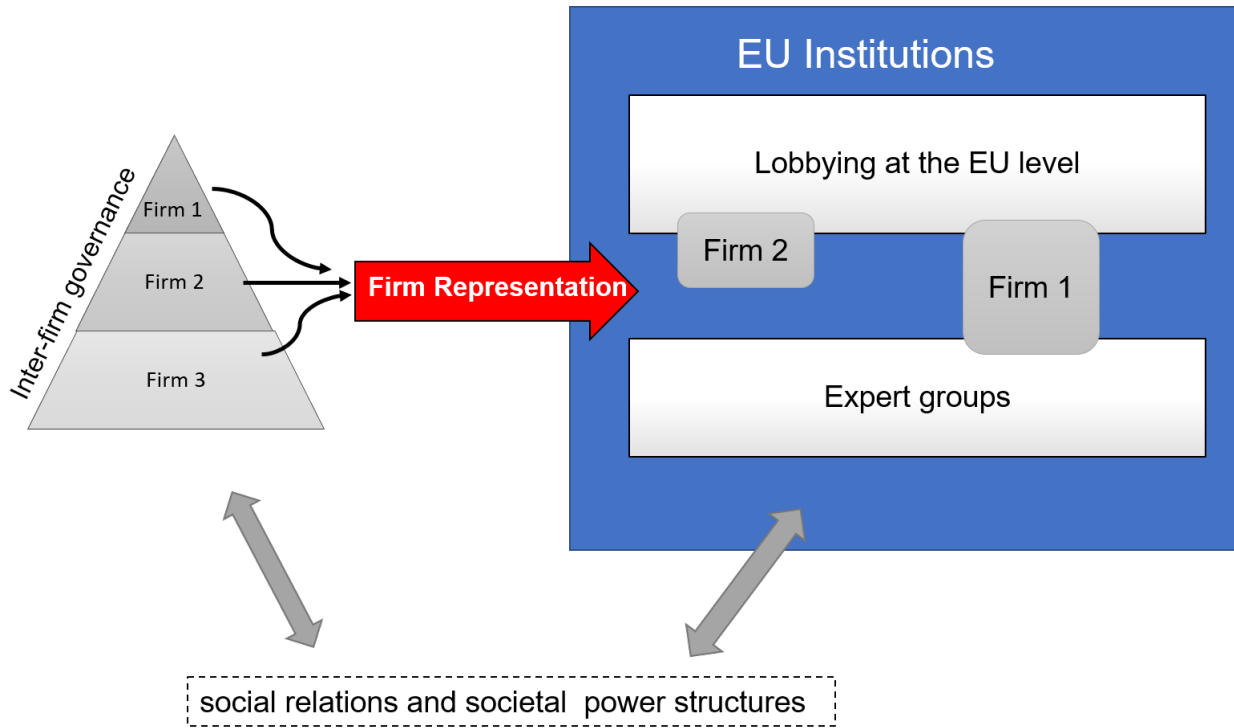 EU Institutions
Lobbying at the EU level
Inter-firm governance
Firm 1
Firm 2
Firm 3
Firm Representation
Firm 2
Firm 1
Expert groups
social relations and societal  power structures